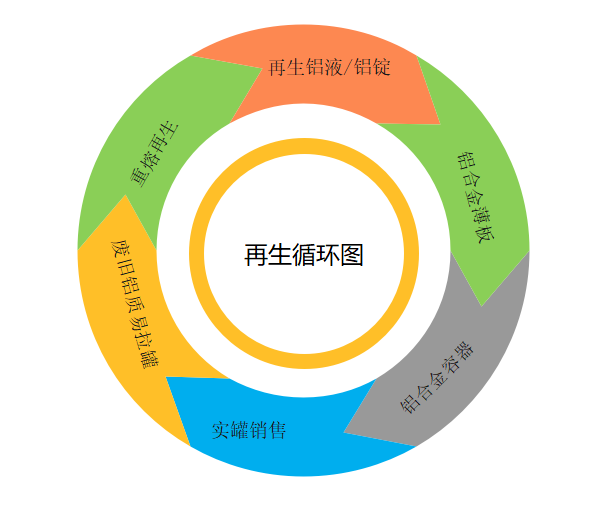 再生铝液/铝锭
铝合金薄板
铝合金容器
实罐销售
废旧铝质易拉罐
重熔再生
再生循环图